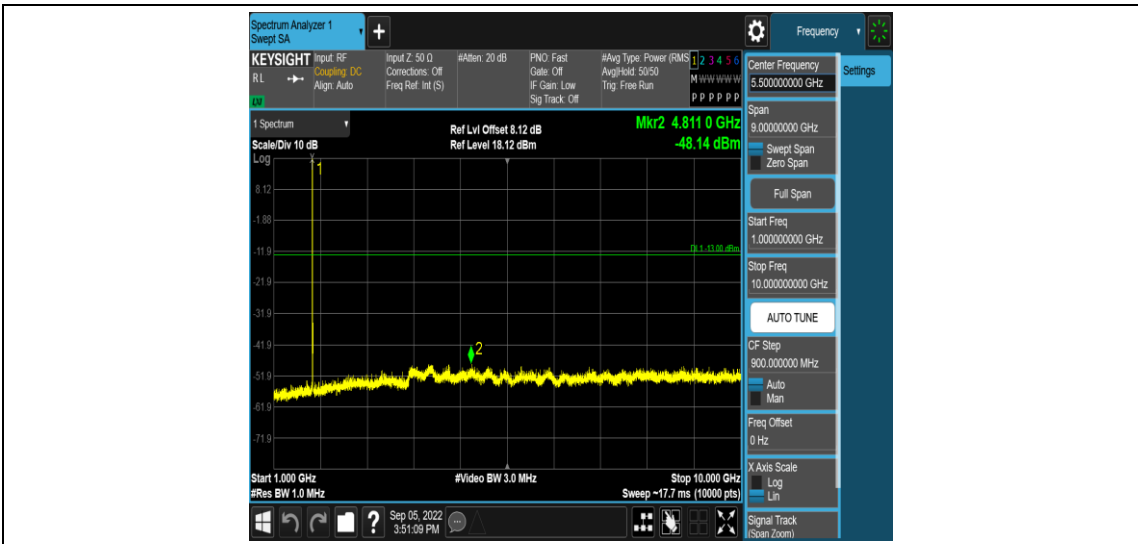 Spectrum Analyzer 1
Swept SA
+
Frequency
KEYSIGHT
RL
LXI
Input: RF
Coupling: DC
Align: Auto
Input Z: 50 Ω
Corrections: Off
Freq Ref: Int (S)
#Atten: 20 dB
PNO: Fast
Gate: Off
IF Gain: Low
Sig Track: Off
#Avg Type: Power (RMS
Avg|Hold: 50/50
Trig: Free Run
1 2 3 4 5 6
M W W W W W
P P P P P P
1 Spectrum
Scale/Div 10 dB
Log
Ref Lvl Offset 8.12 dB
Ref Level 18.12 dBm
Mkr2 4.811 0 GHz
-48.14 dBm
1
8.12
-1.88
-11.9
DL1 -13.00 dBm
-21.9
-31.9
-41.9
2
-51.9
-61.9
-71.9
Start 1.000 GHz
#Res BW 1.0 MHz
#Video BW 3.0 MHz
Stop 10.000 GHz
Sweep ~17.7 ms (10000 pts)
?
Sep 05, 2022
3:51:09 PM
Center Frequency
5.500000000 GHz
Settings
Span
9.00000000 GHz
Swept Span
Zero Span
Full Span
Start Freq
1.000000000 GHz
Stop Freq
10.000000000 GHz
AUTO TUNE
CF Step
900.000000 MHz
Auto
Man
Freq Offset
0 Hz
X Axis Scale
Log
Lin
Signal Track
(Span Zoom)